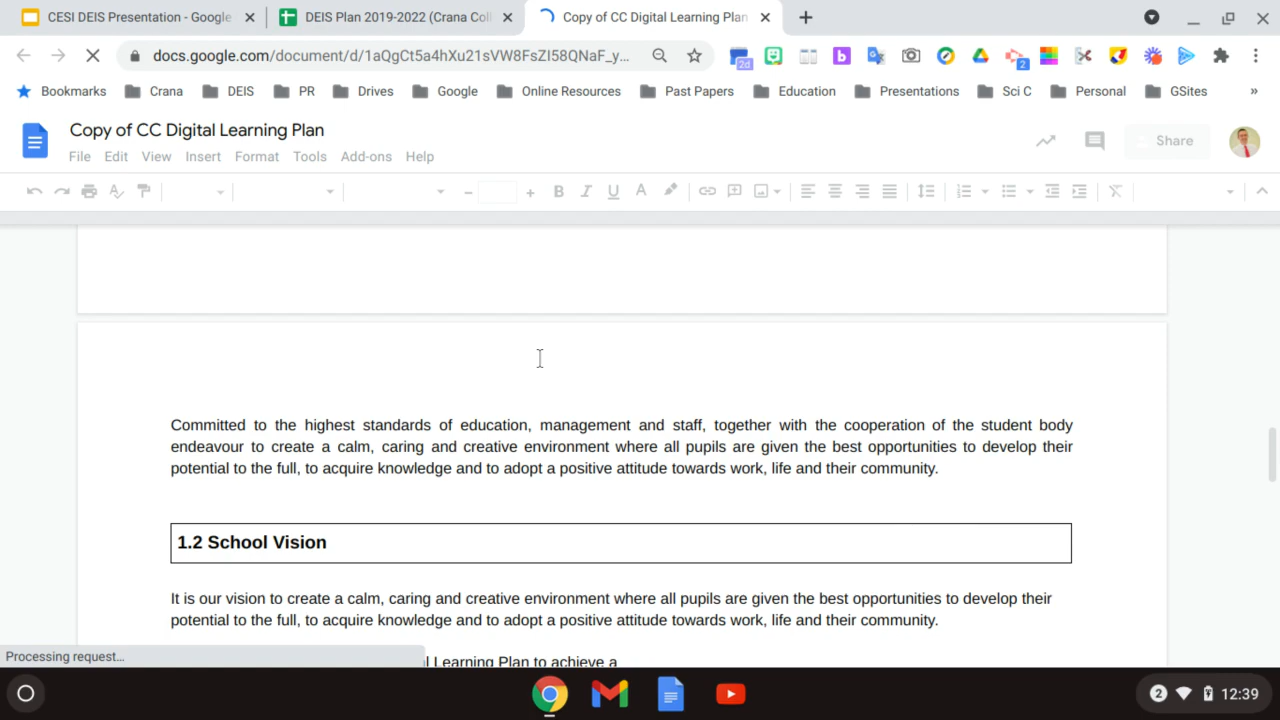 CESI DEIS Presentation - Google
DEIS Plan 2019-2022 (Crana Coll
Copy of CC Digital Learning Plan
docs.google.com/document/d/1aQgCt5a4hXu21sVW8FsZI58QNaF_y...
2d
2
Bookmarks
Crana
DEIS
PR
Drives
Google
Online Resources
Past Papers
Education
Presentations
Sci C
Personal
GSites
»
Copy of CC Digital Learning Plan
File Edit View Insert Format Tools Add-ons Help
Share
Committed to the highest standards of education, management and staff, together with the cooperation of the student body
endeavour to create a calm, caring and creative environment where all pupils are given the best opportunities to develop their
potential to the full, to acquire knowledge and to adopt a positive attitude towards work, life and their community.
1.2 School Vision
It is our vision to create a calm, caring and creative environment where all pupils are given the best opportunities to develop their
potential to the full, to acquire knowledge and to adopt a positive attitude towards work, life and their community.
Processing request...
l Learning Plan to achieve a
2
12:39